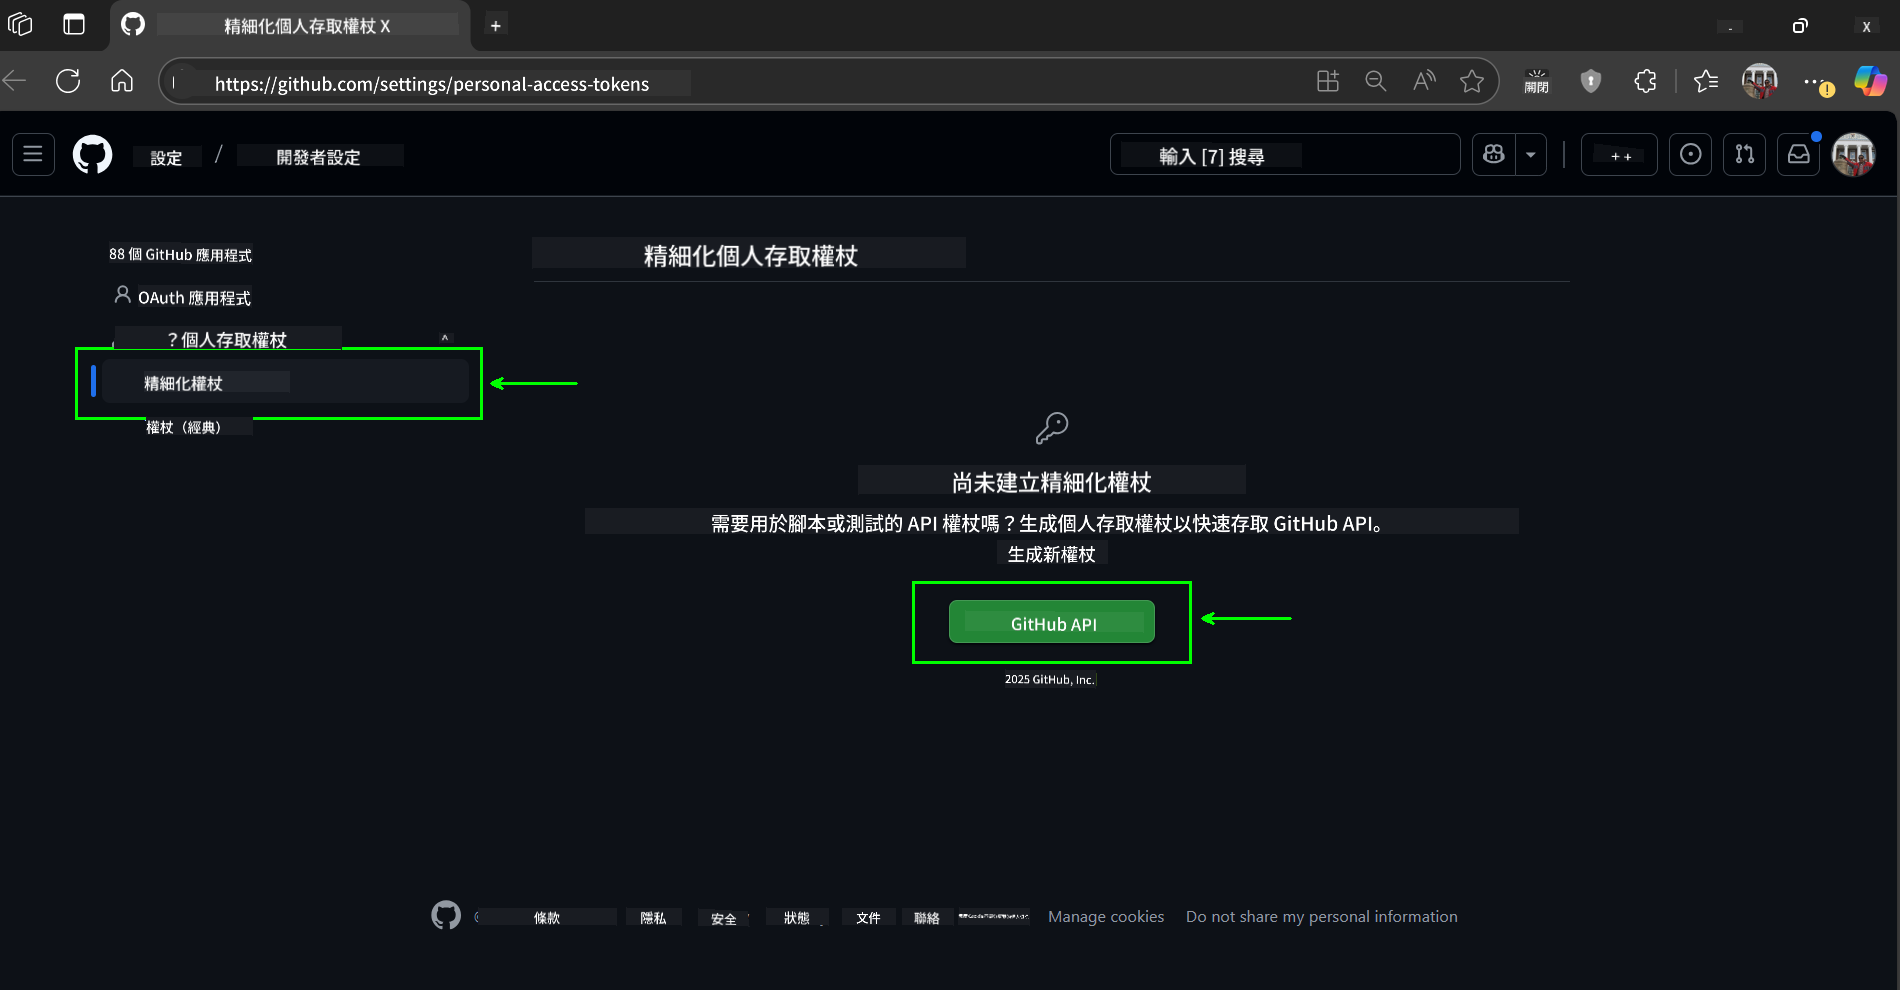 精細化個人存取權杖 X
+
-
X
https://github.com/settings/personal-access-tokens
開閉
設定 / 開發者設定
輸入 [7] 搜尋
+ +
88 個 GitHub 應用程式
OAuth 應用程式
？個人存取權杖
^
精細化權杖
權杖（經典）
精細化個人存取權杖
尚未建立精細化權杖
需要用於腳本或測試的 API 權杖嗎？生成個人存取權杖以快速存取 GitHub API。
生成新權杖
GitHub API
2025 GitHub, Inc.
條款 隱私 安全 狀態 文件 聯絡 Manage cookies Do not share my personal information